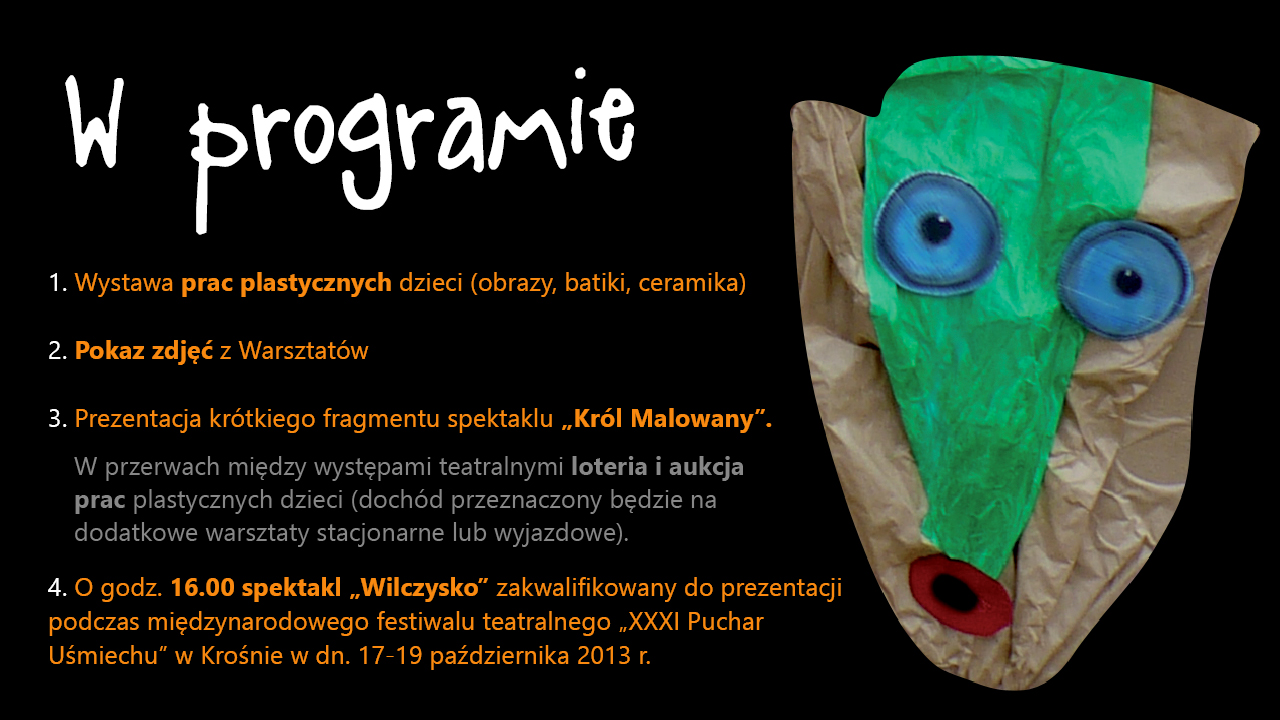 W programie
1. Wystawa prac plastycznych dzieci (obrazy, batiki, ceramika)
2. Pokaz zdjęć z Warsztatów
3. Prezentacja krótkiego fragmentu spektaklu „Król Malowany”.
W przerwach między występami teatralnymi loteria i aukcja
prac plastycznych dzieci (dochód przeznaczony będzie na
dodatkowe warsztaty stacjonarne lub wyjazdowe).
4. O godz. 16.00 spektakl „Wilczysko” zakwalifikowany do prezentacji
podczas międzynarodowego festiwalu teatralnego „XXXI Puchar
Uśmiechu” w Krośnie w dn. 17-19 października 2013 r.